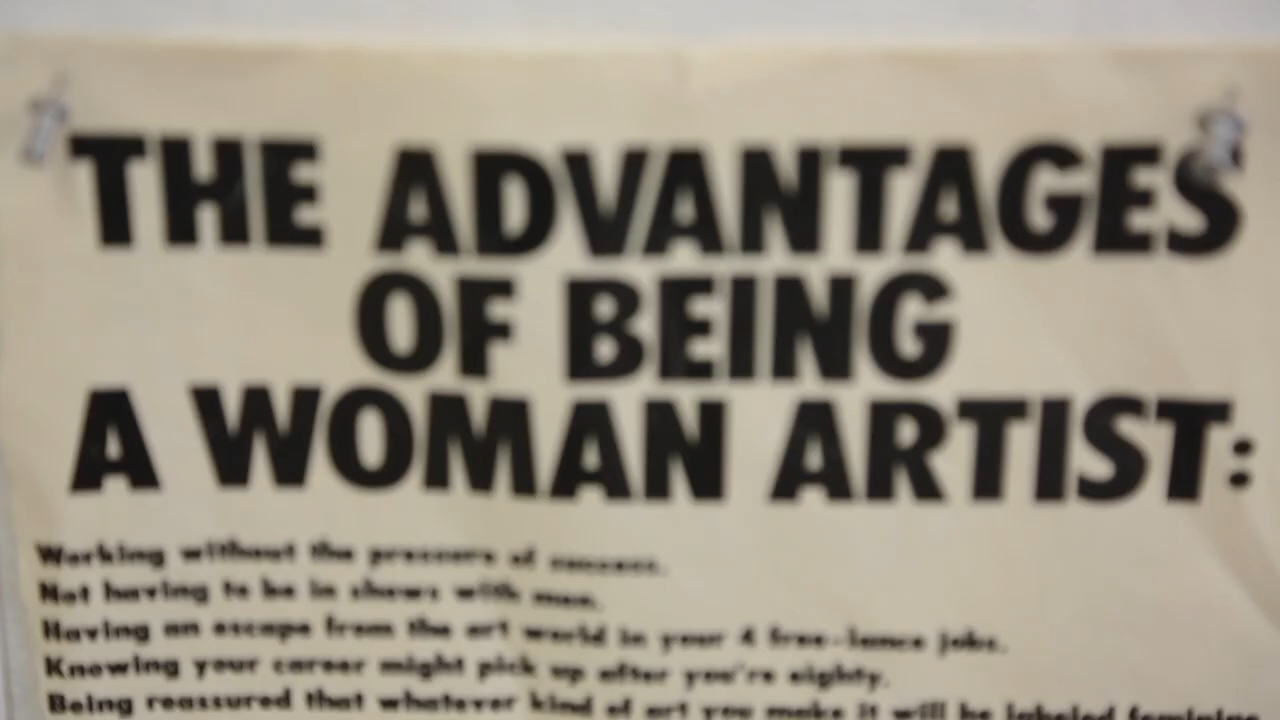 THE ADVANTAGES
OF BEING
A WOMAN ARTIST:
Working without the pressure of success.
Not having to be in shows with men.
Having an escape from the art world in your 4 free-lance jobs.
Knowing your career might pick up after you're eighty.
Being reassured that whatever kind of art you make it will be labeled feminine.